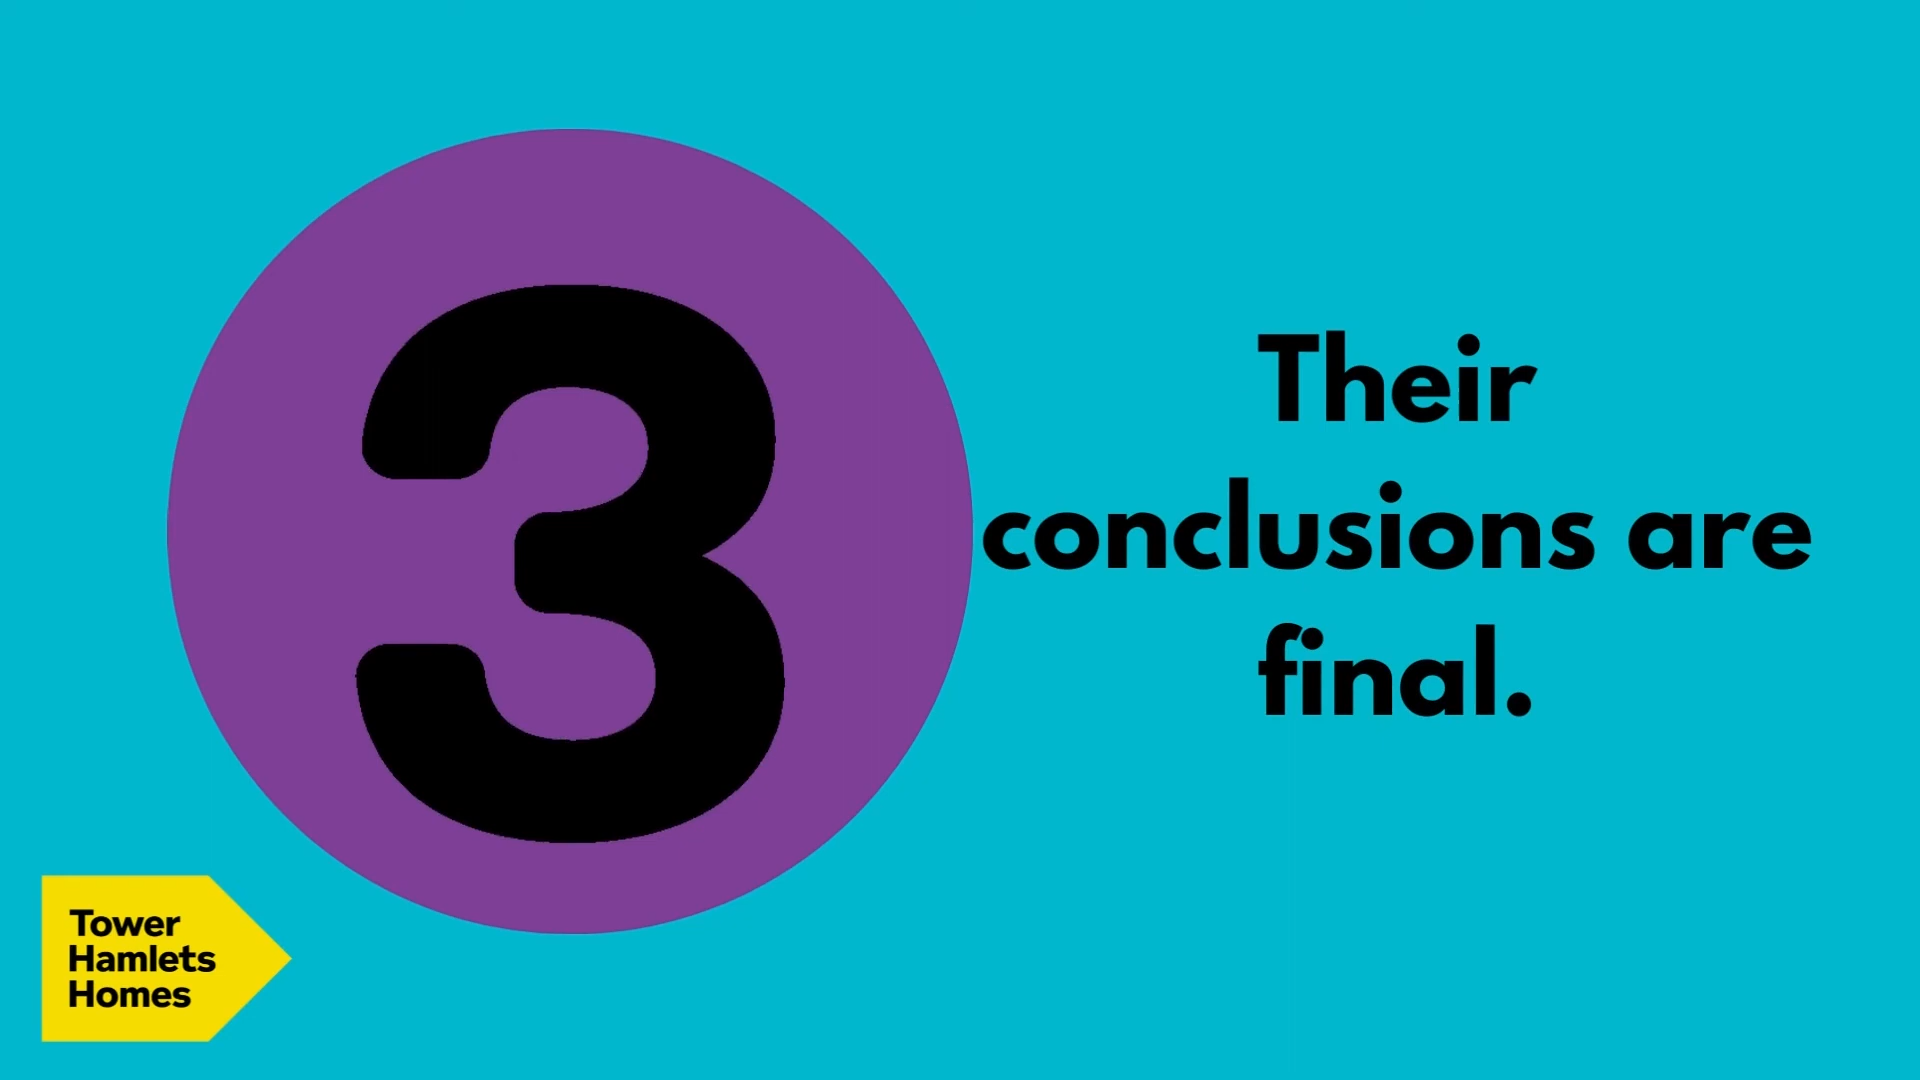 3
Their
conclusions are
final.
Tower
Hamlets
Homes